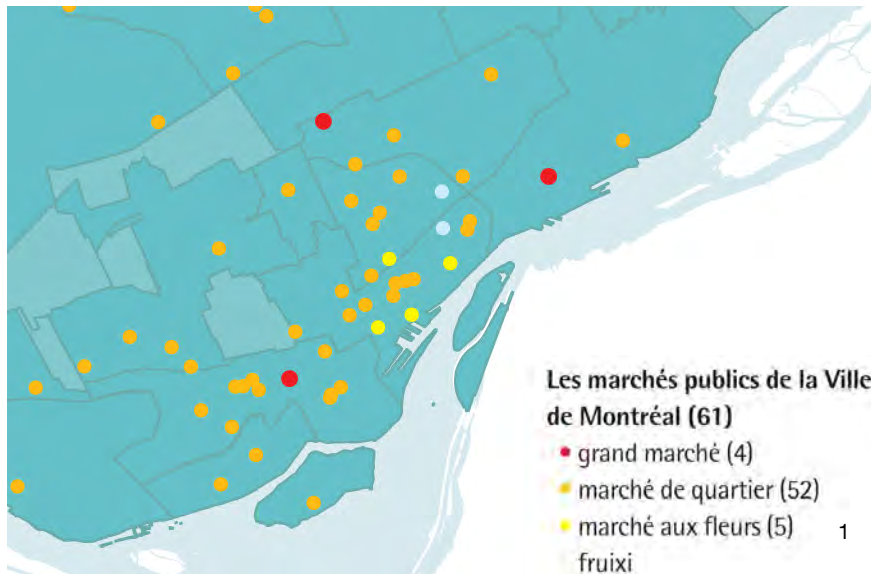 Les marchés publics de la Ville
de Montréal (61)
grand marché (4)
marché de quartier (52)
marché aux fleurs (5)
1
fruixi